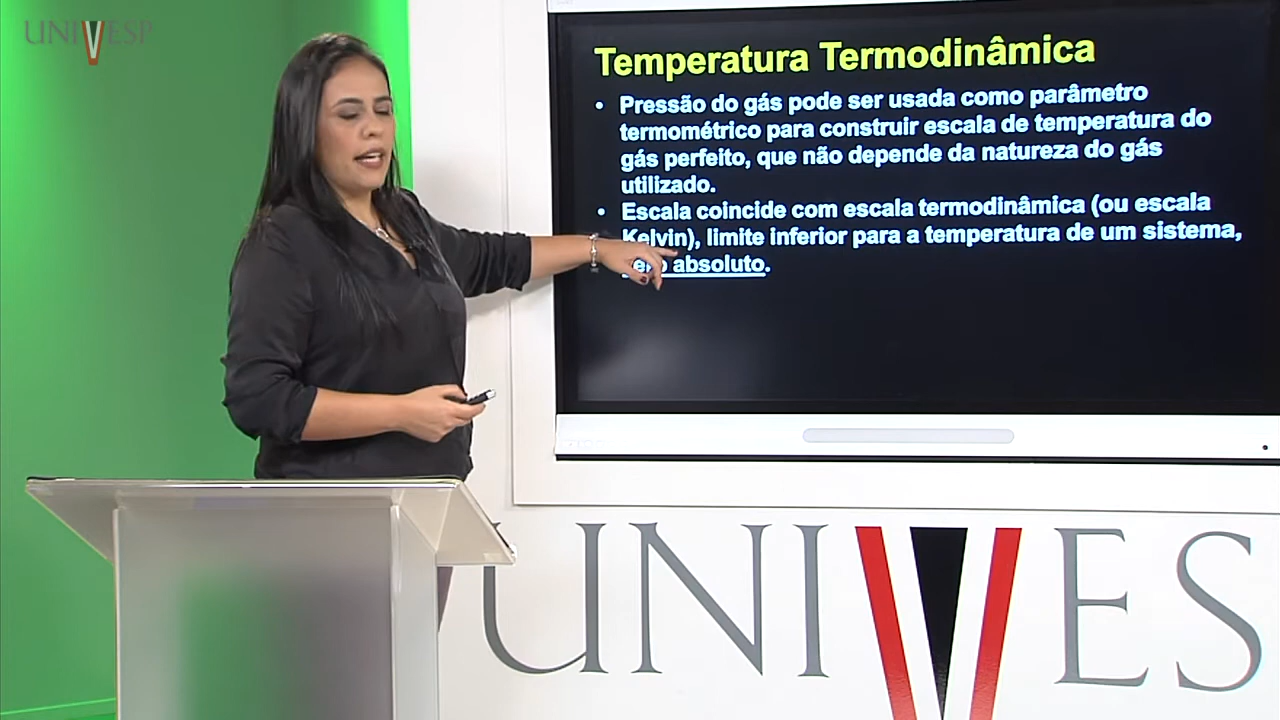 UNIVESP
Temperatura Termodinâmica
• Pressão do gás pode ser usada como parâmetro
termométrico para construir escala de temperatura do
gás perfeito, que não depende da natureza do gás
utilizado.
• Escala coincide com escala termodinâmica (ou escala
Kelvin), limite inferior para a temperatura de um sistema,
absoluto.
UNIVES